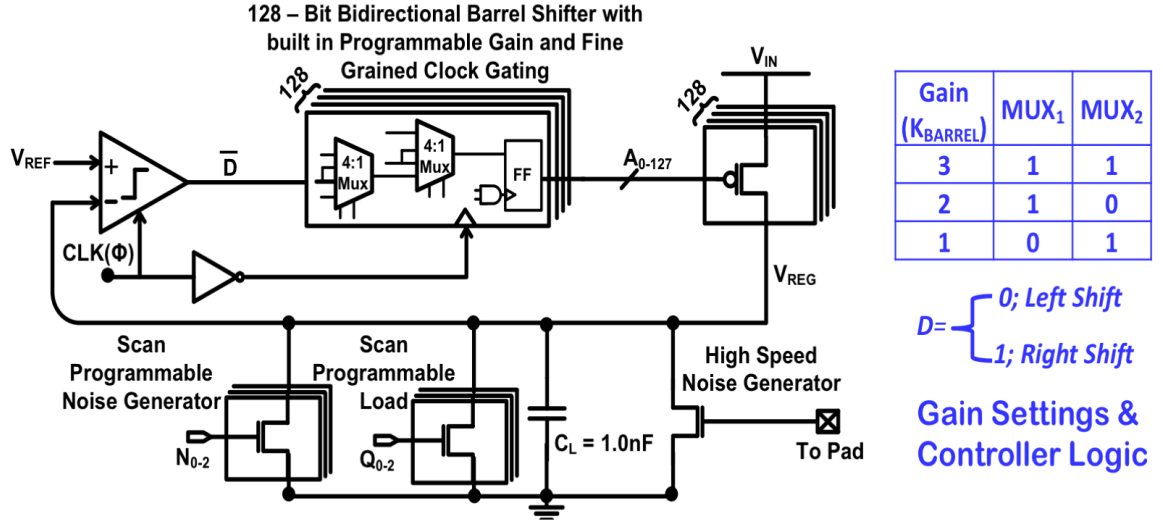 128 – Bit Bidirectional Barrel Shifter with
built in Programmable Gain and Fine
Grained Clock Gating
128
4:1
Mux
4:1
Mux
FF
V_REF
+
-
D̅
CLK(Φ)
A_0-127
128
V_IN
V_REG
Scan
Programmable
Noise Generator
N_0-2
Scan
Programmable
Load
Q_0-2
C_L = 1.0nF
High Speed
Noise Generator
To Pad
Gain
(K_BARREL) MUX_1 MUX_2
3 1 1
2 1 0
1 0 1
D= 0; Left Shift
1; Right Shift
Gain Settings &
Controller Logic